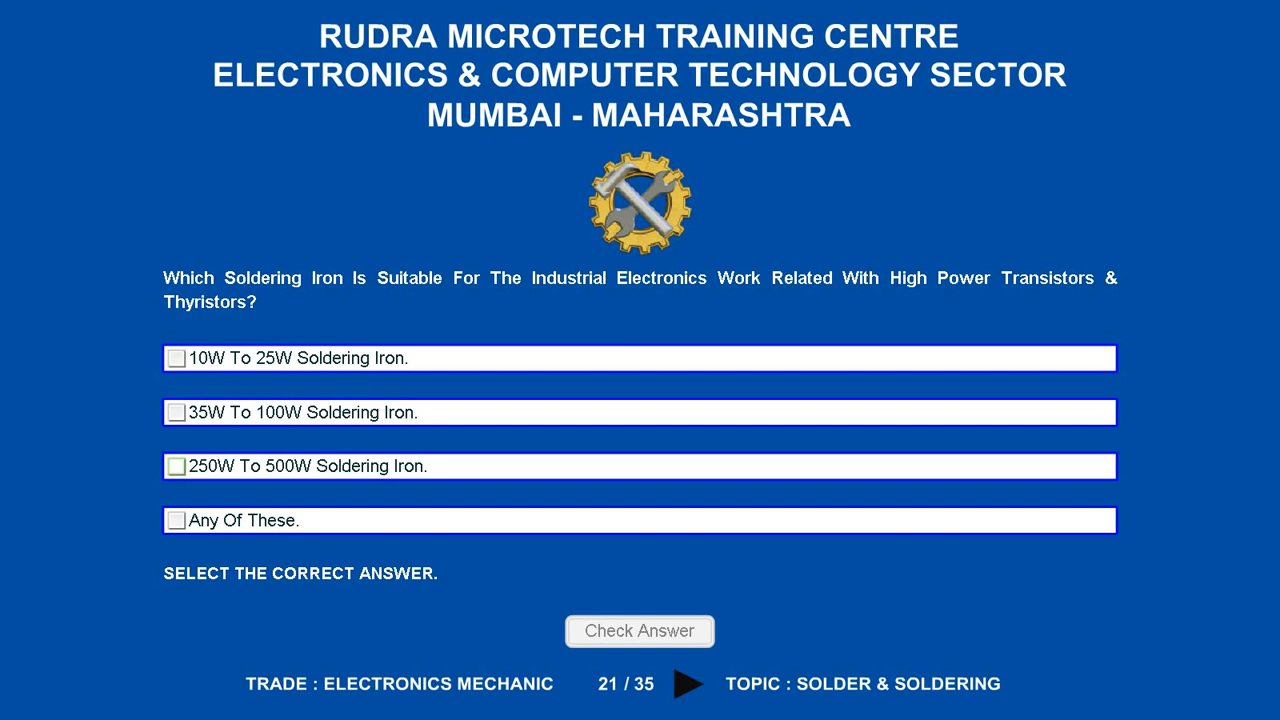 RUDRA MICROTECH TRAINING CENTRE
ELECTRONICS & COMPUTER TECHNOLOGY SECTOR
MUMBAI - MAHARASHTRA
Which Soldering Iron Is Suitable For The Industrial Electronics Work Related With High Power Transistors &
Thyristors?
10W To 25W Soldering Iron.
35W To 100W Soldering Iron.
250W To 500W Soldering Iron.
Any Of These.
SELECT THE CORRECT ANSWER.
Check Answer
TRADE : ELECTRONICS MECHANIC 21 / 35 TOPIC : SOLDER & SOLDERING